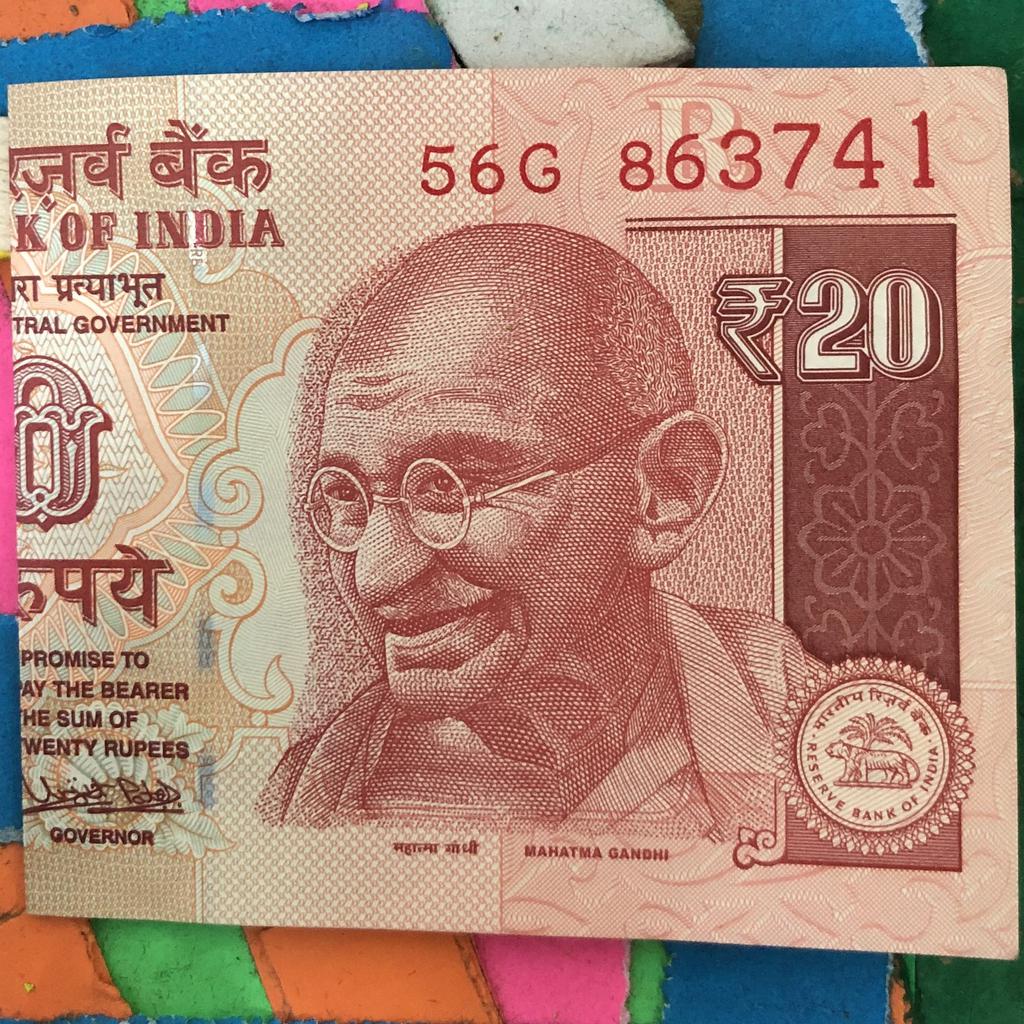 रिज़र्व बैंक
K OF INDIA
रा प्रत्याभूत
TRAL GOVERNMENT
0
रुपये
PROMISE TO
AY THE BEARER
HE SUM OF
WENTY RUPEES
GOVERNOR
56G 863741
R
₹20
महात्मा गांधी
MAHATMA GANDHI
भारतीय रिज़र्व बैंक
RESERVE BANK OF INDIA